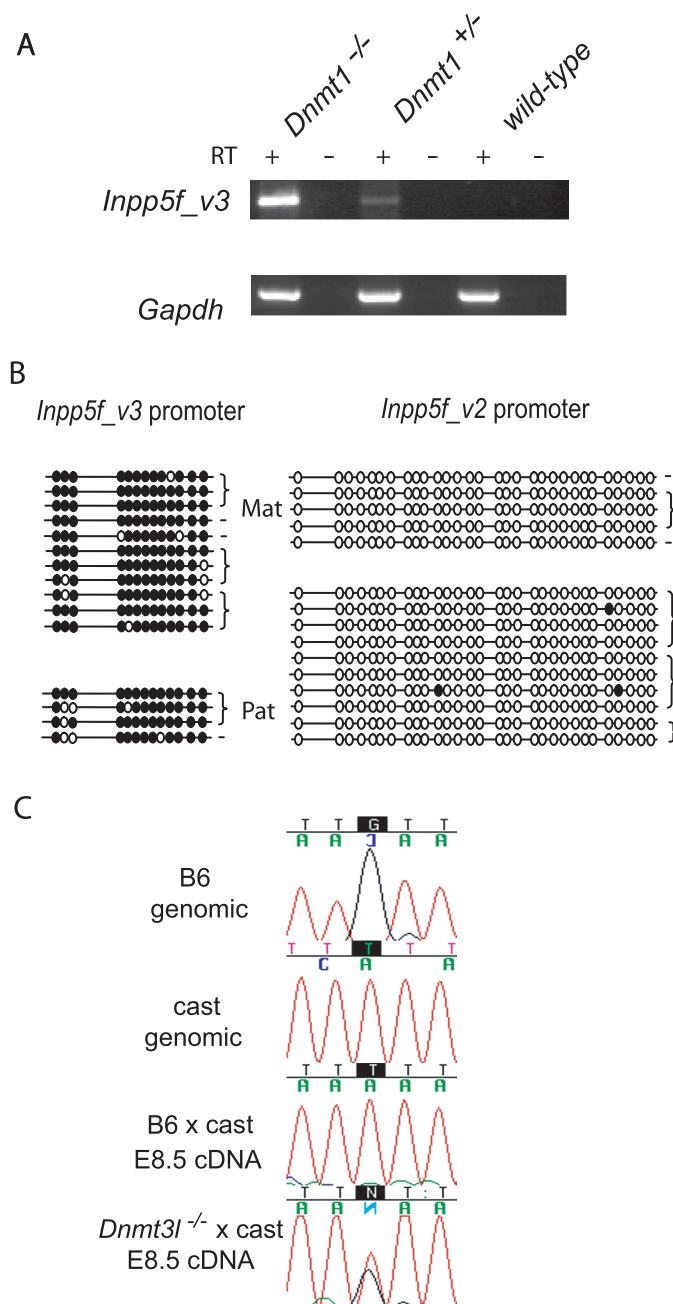 A
Dnmt1 -/-
Dnmt1 +/-
wild-type
RT + - + - + -
Inpp5f_v3
Gapdh
B
Inpp5f_v3 promoter
Inpp5f_v2 promoter
Mat
Pat
C
T T G T T
A A C A A
B6
genomic
T T T T T
C A A
cast
genomic
T T T T T
A A A A A
B6 x cast
E8.5 cDNA
T T N T : T
A A N A A
Dnmt3l -/- x cast
E8.5 cDNA